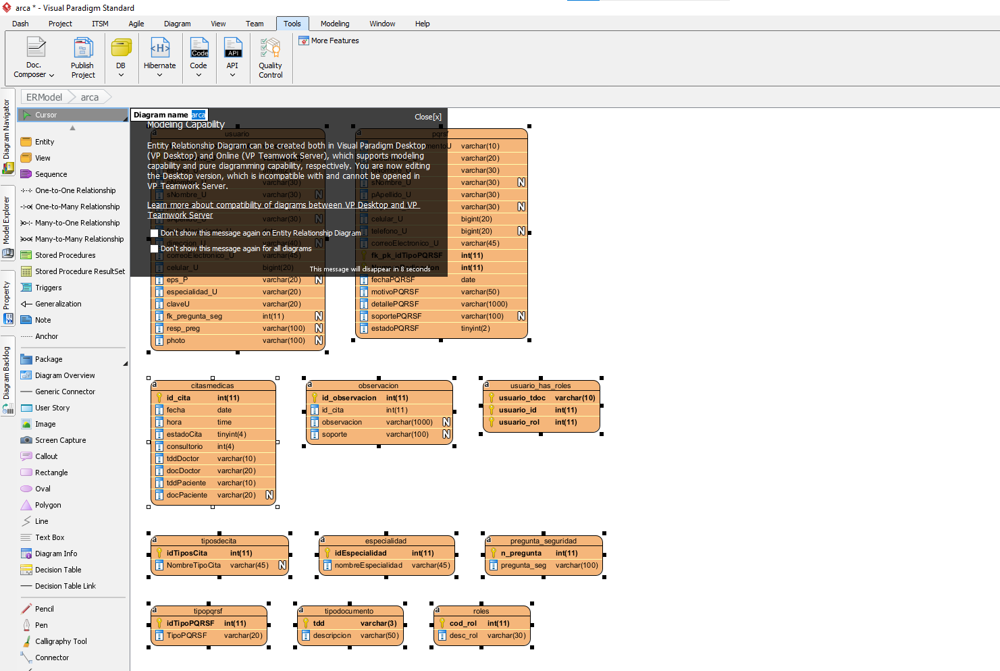 arca * - Visual Paradigm Standard
Dash Project ITSM Agile Diagram View Team Tools Modeling Window Help
Doc. Composer
Publish Project
DB
Hibernate
Code
API
Quality Control
More Features
ERModel arca
Diagram Navigator
Model Explorer
Property
Diagram Backlog
Cursor
Entity
View
Sequence
One-to-One Relationship
One-to-Many Relationship
Many-to-One Relationship
Many-to-Many Relationship
Stored Procedures
Stored Procedure ResultSet
Triggers
Generalization
Note
Anchor
Package
Diagram Overview
Generic Connector
User Story
Image
Screen Capture
Callout
Rectangle
Oval
Polygon
Line
Text Box
Diagram Info
Decision Table
Decision Table Link
Pencil
Pen
Calligraphy Tool
Connector
Diagram name arca
Close[x]
Modeling Capability
Entity Relationship Diagram can be created both in Visual Paradigm Desktop
(VP Desktop) and Online (VP Teamwork Server), which supports modeling
capability and pure diagramming capability, respectively. You are now editing
the Desktop version, which is incompatible with and cannot be opened in
VP Teamwork Server.
Learn more about compatibility of diagrams between VP Desktop and VP
Teamwork Server
Don't show this message again on Entity Relationship Diagram
Don't show this message again for all diagrams
This message will disappear in 8 seconds
usuario
sNombre_U varchar(30) N
varchar(30) N
direccion_U varchar(40) N
correoElectronico_U varchar(45)
celular_U bigint(20)
eps_P varchar(20) N
especialidad_U varchar(20)
claveU varchar(20)
fk_pregunta_seg int(11) N
resp_preg varchar(100) N
photo varchar(100) N
pqrsf
varchar(10)
varchar(20)
varchar(30)
sNombre_U varchar(30) N
pApellido_U varchar(30)
varchar(30) N
celular_U bigint(20)
telefono_U bigint(20) N
correoElectronico_U varchar(45)
fk_pk_idTipoPQRSF int(11)
int(11)
fechaPQRSF date
motivoPQRSF varchar(50)
detallePQRSF varchar(1000)
soportePQRSF varchar(100) N
estadoPQRSF tinyint(2)
citasmedicas
id_cita int(11)
fecha date
hora time
estadoCita tinyint(4)
consultorio int(4)
tddDoctor varchar(10)
docDoctor varchar(20)
tddPaciente varchar(10)
docPaciente varchar(20) N
observacion
id_observacion int(11)
id_cita int(11)
observacion varchar(1000) N
soporte varchar(100) N
usuario_has_roles
usuario_tdoc varchar(10)
usuario_id int(11)
usuario_rol int(11)
tiposdecita
idTiposCita int(11)
NombreTipoCita varchar(45) N
especialidad
idEspecialidad int(11)
nombreEspecialidad varchar(45)
pregunta_seguridad
n_pregunta int(11)
pregunta_seg varchar(100)
tipopqrsf
idTipoPQRSF int(11)
TipoPQRSF varchar(20)
tipodocumento
tdd varchar(3)
descripcion varchar(50)
roles
cod_rol int(11)
desc_rol varchar(30)